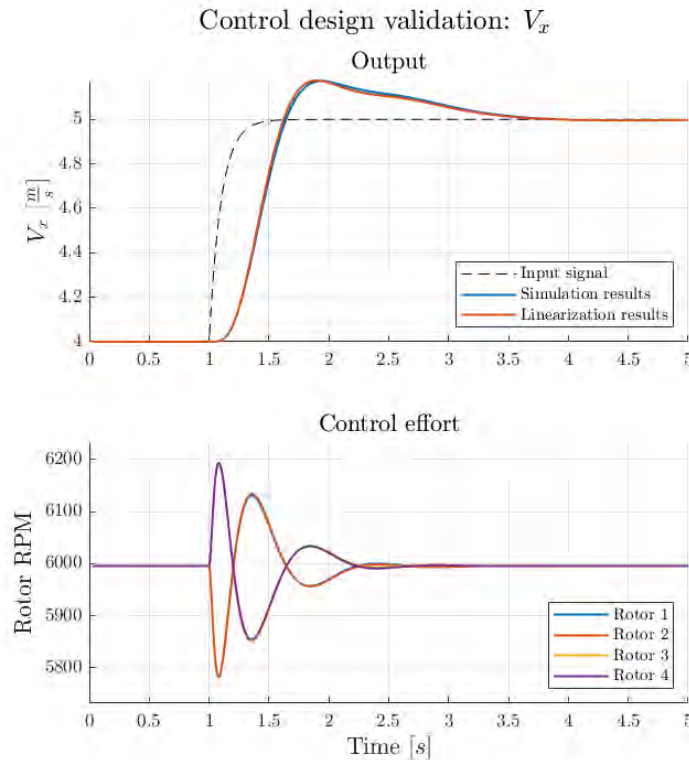 Control design validation: Vx
Output
5
4.8
4.6
4.4
4.2
4
Vx [m/s]
Input signal
Simulation results
Linearization results
0 0.5 1 1.5 2 2.5 3 3.5 4 4.5 5
Control effort
6200
6100
6000
5900
5800
Rotor RPM
Rotor 1
Rotor 2
Rotor 3
Rotor 4
0 0.5 1 1.5 2 2.5 3 3.5 4 4.5 5
Time [s]